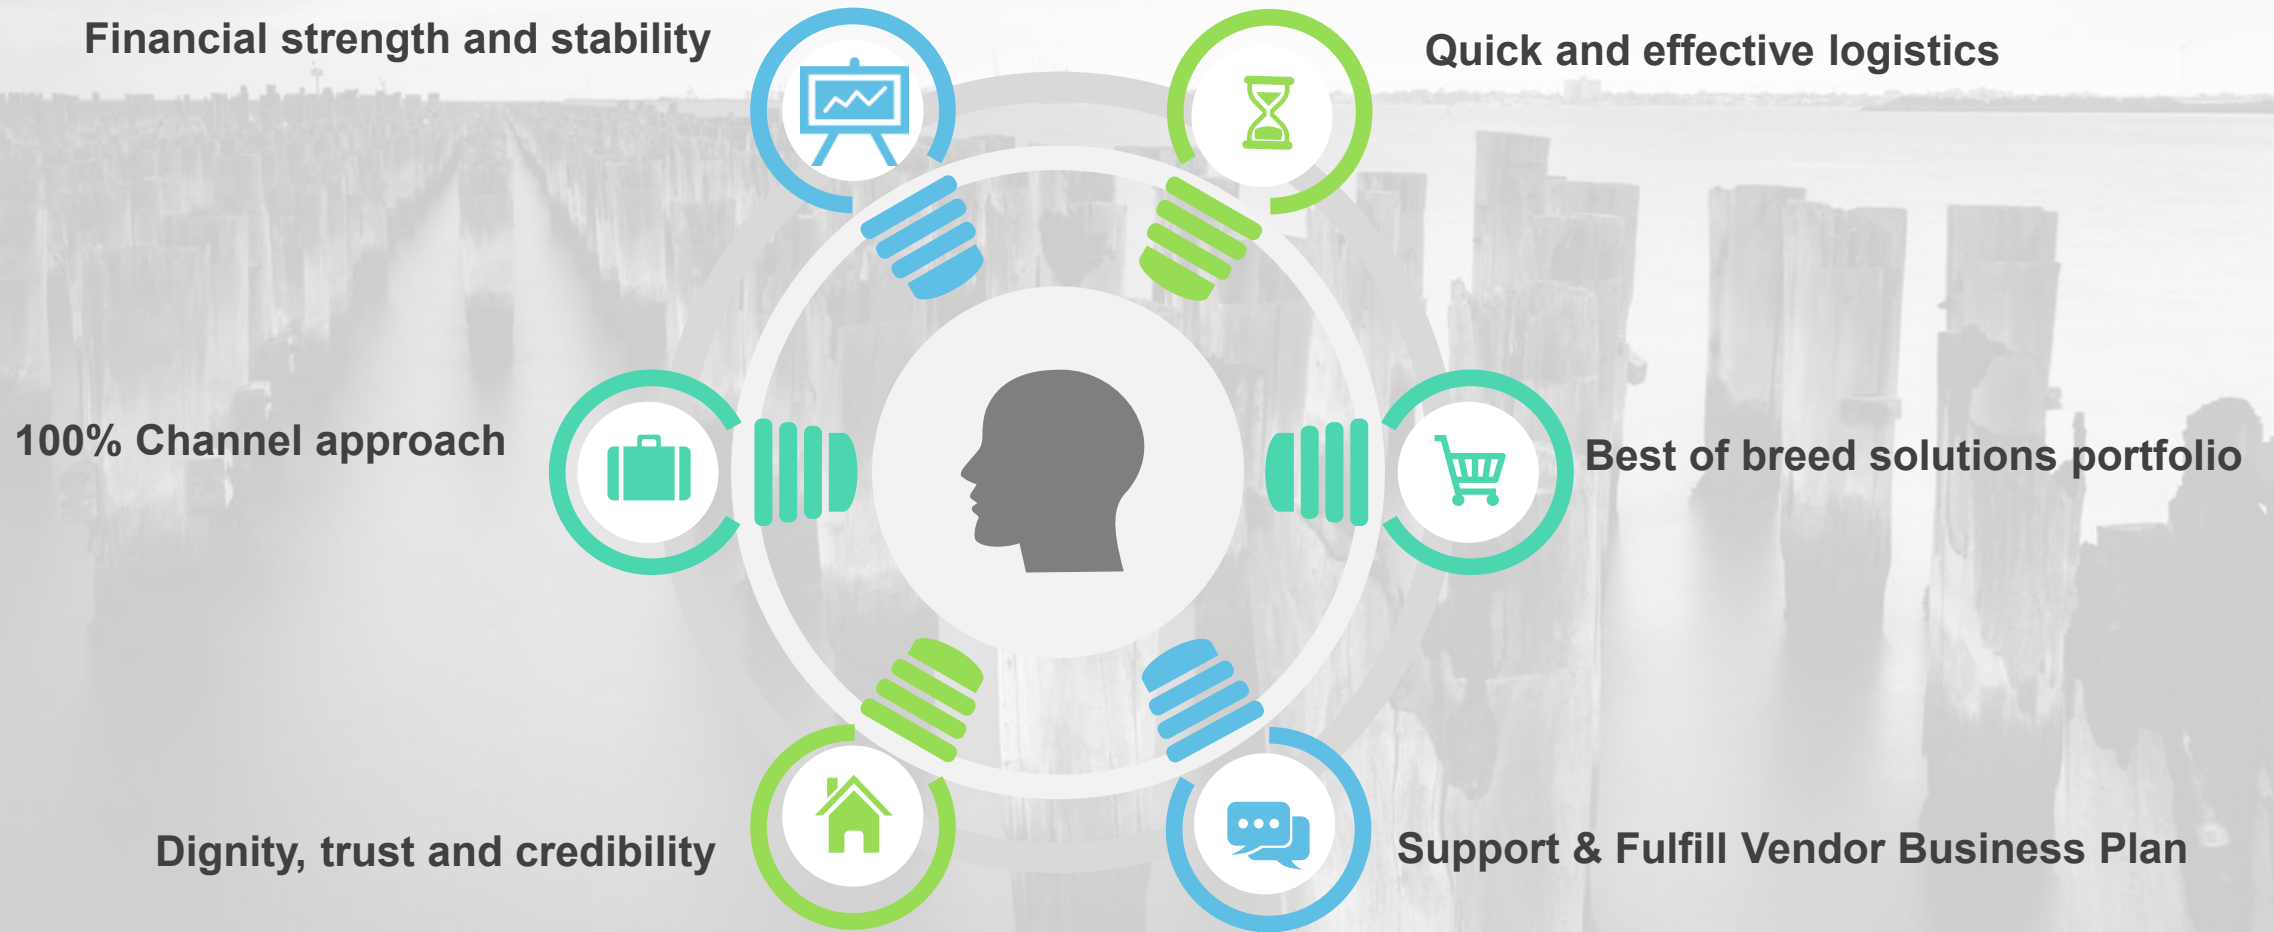 Financial strength and stability
Quick and effective logistics
100% Channel approach
Best of breed solutions portfolio
Dignity, trust and credibility
Support & Fulfill Vendor Business Plan